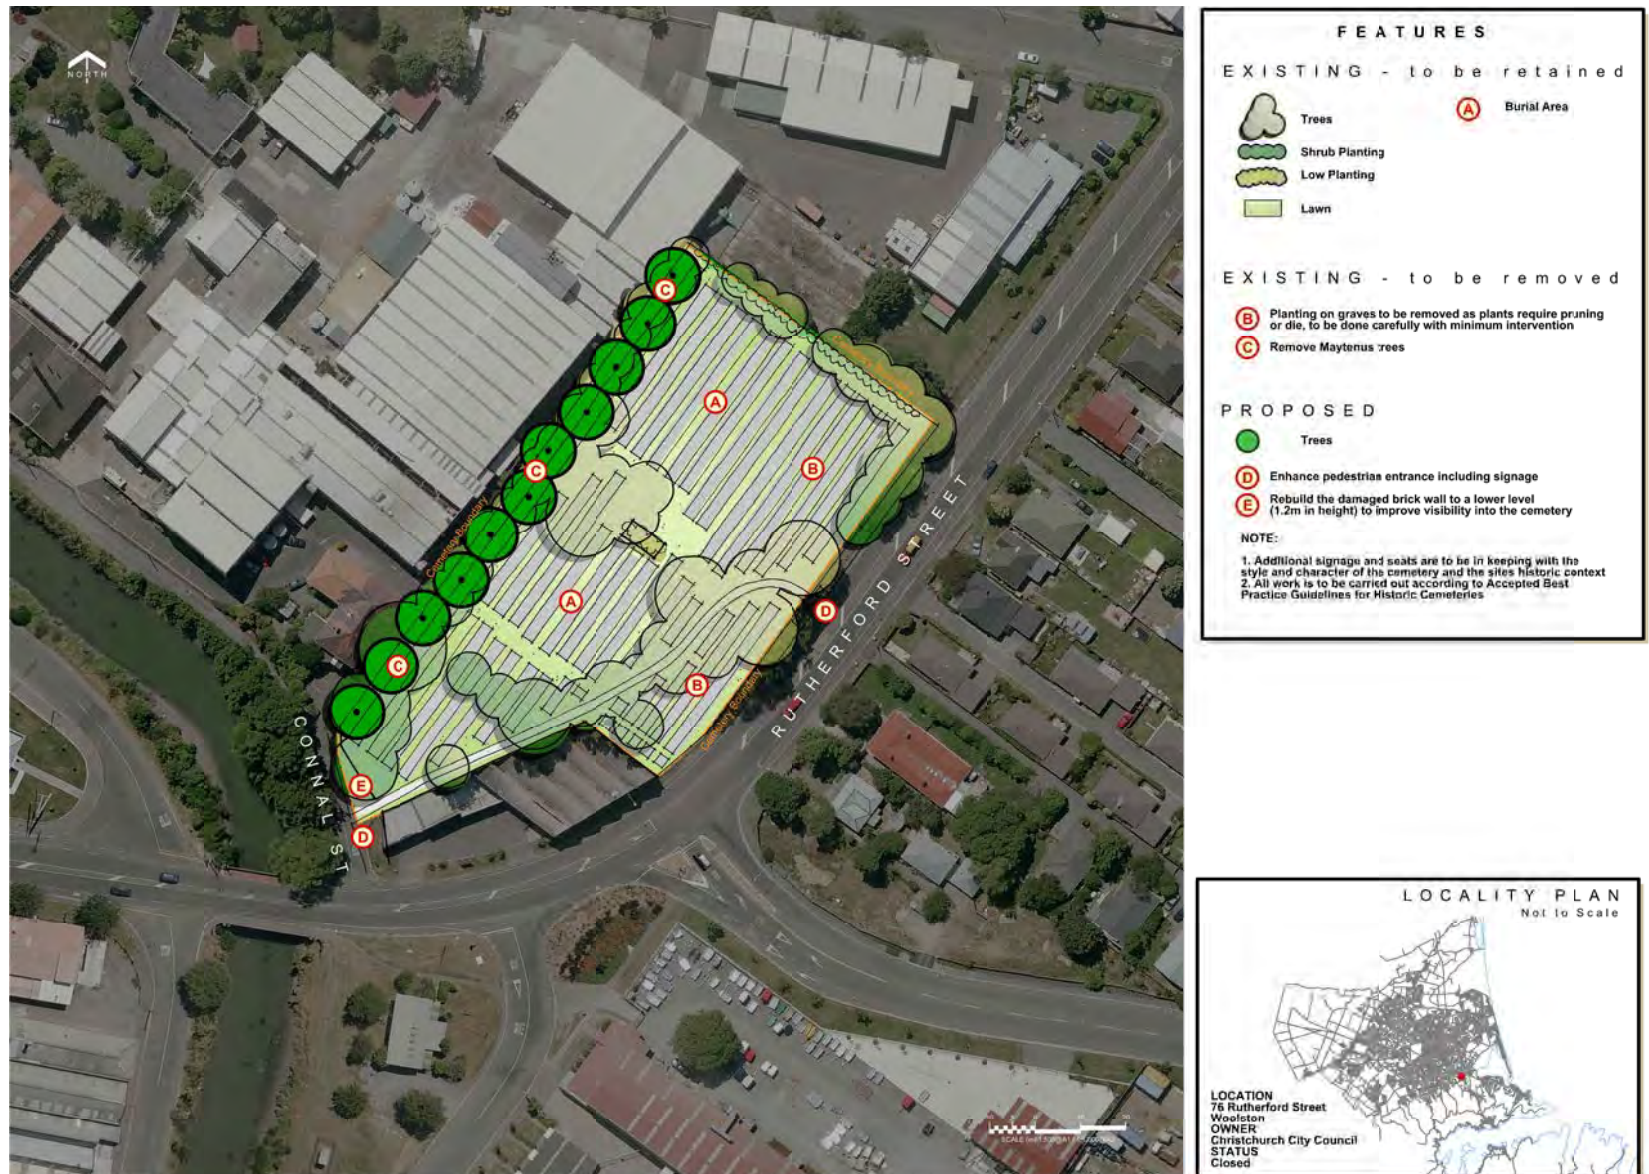 NORTH
A
B
C
C
C
A
B
D
E
D
Cemetery Boundary
Cemetery Boundary
Cemetery Boundary
RUTHERFORD STREET
CONNAL ST
FEATURES
EXISTING - to be retained
Trees
A Burial Area
Shrub Planting
Low Planting
Lawn
EXISTING - to be removed
B Planting on graves to be removed as plants require pruning
or die, to be done carefully with minimum intervention
C Remove Maytenus trees
PROPOSED
Trees
D Enhance pedestrian entrance including signage
E Rebuild the damaged brick wall to a lower level
(1.2m in height) to improve visibility into the cemetery
NOTE:
1. Additional signage and seats are to be in keeping with the
style and character of the cemetery and the sites historic context
2. All work is to be carried out according to Accepted Best
Practice Guidelines for Historic Cemeteries
LOCALITY PLAN
Not to Scale
LOCATION
76 Rutherford Street
Woolston
OWNER
Christchurch City Council
STATUS
Closed
SCALE